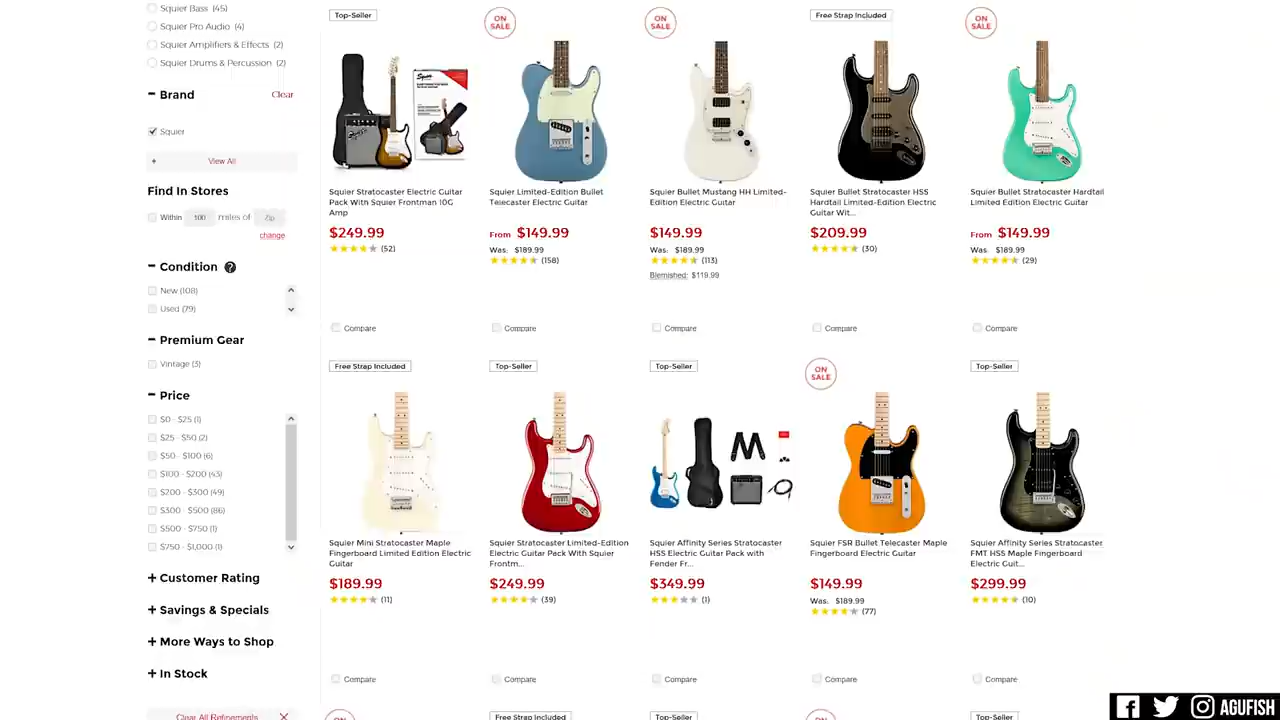 Squier Bass (45)
Squier Pro Audio (4)
Squier Amplifiers & Effects (2)
Squier Drums & Percussion (2)
Brand
Clear
Squier
View All
Find In Stores
Within 100 miles of Zip
change
Condition
New (108)
Used (79)
Premium Gear
Vintage (3)
Price
$0 - $25 (1)
$25 - $50 (2)
$50 - $100 (6)
$100 - $200 (43)
$200 - $300 (49)
$300 - $500 (86)
$500 - $750 (1)
$750 - $1,000 (1)
Customer Rating
Savings & Specials
More Ways to Shop
In Stock
Clear All Refinements
Top-Seller
Squier
Squier Stratocaster Electric Guitar
Pack With Squier Frontman 10G
Amp
$249.99
(52)
Compare
ON
SALE
Squier Limited-Edition Bullet
Telecaster Electric Guitar
From $149.99
Was: $189.99
(158)
Compare
ON
SALE
Squier Bullet Mustang HH Limited-
Edition Electric Guitar
$149.99
Was: $189.99
(113)
Blemished: $119.99
Compare
Free Strap Included
Squier Bullet Stratocaster HSS
Hardtail Limited-Edition Electric
Guitar Wit...
$209.99
(30)
Compare
ON
SALE
Squier Bullet Stratocaster Hardtail
Limited Edition Electric Guitar
From $149.99
Was: $189.99
(29)
Compare
Free Strap Included
Squier Mini Stratocaster Maple
Fingerboard Limited Edition Electric
Guitar
$189.99
(11)
Compare
Top-Seller
Squier Stratocaster Limited-Edition
Electric Guitar Pack With Squier
Frontm...
$249.99
(39)
Compare
Top-Seller
Squier Affinity Series Stratocaster
HSS Electric Guitar Pack with
Fender Fr...
$349.99
(1)
Compare
ON
SALE
Squier FSR Bullet Telecaster Maple
Fingerboard Electric Guitar
$149.99
Was: $189.99
(77)
Compare
Top-Seller
Squier Affinity Series Stratocaster
FMT HSS Maple Fingerboard
Electric Guit...
$299.99
(10)
Compare
ON
Free Strap Included
Top-Seller
ON
Top-Seller
AGUFISH